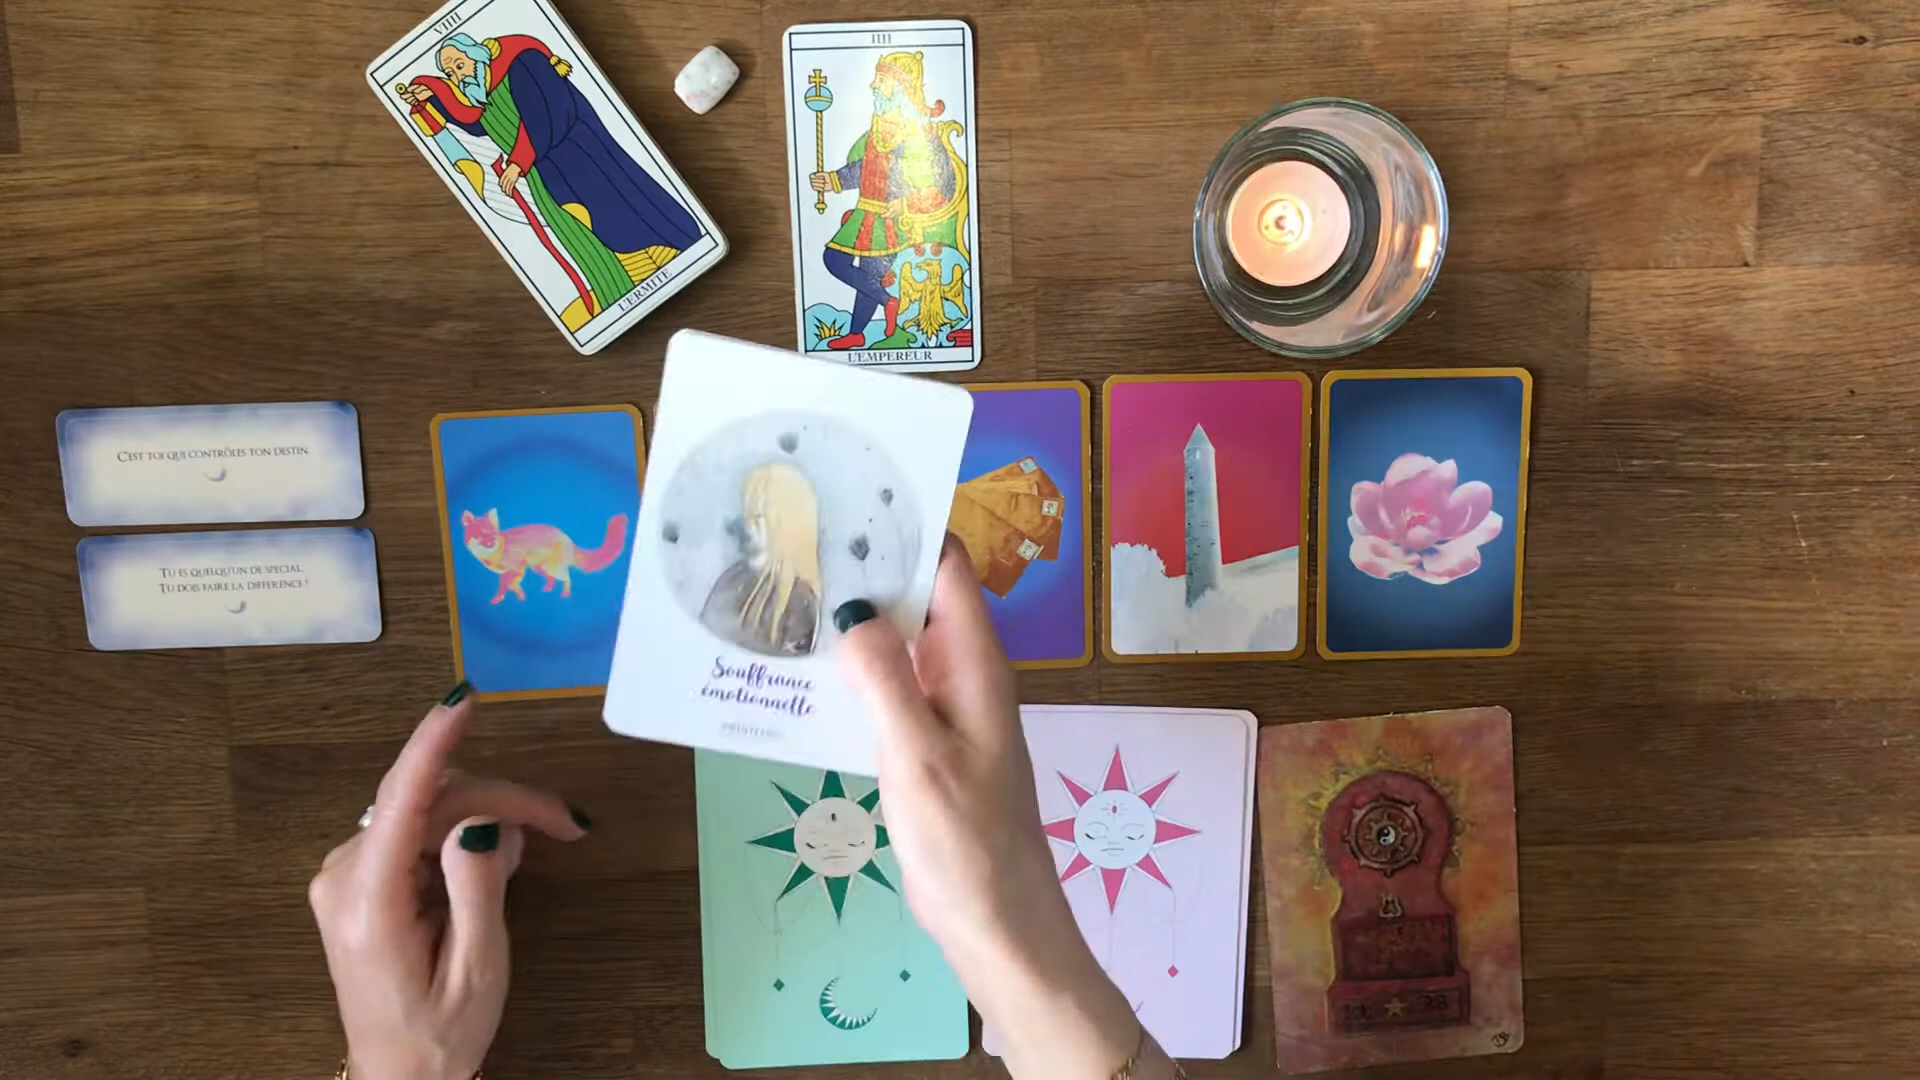 VIIII
L'ERMITE
IIII
L'EMPEREUR
C'EST TOI QUI CONTRÔLES TON DESTIN.
TU ES QUELQU'UN DE SPECIAL.
TU DOIS FAIRE LA DIFFERENCE !
Souffrance
émotionnelle